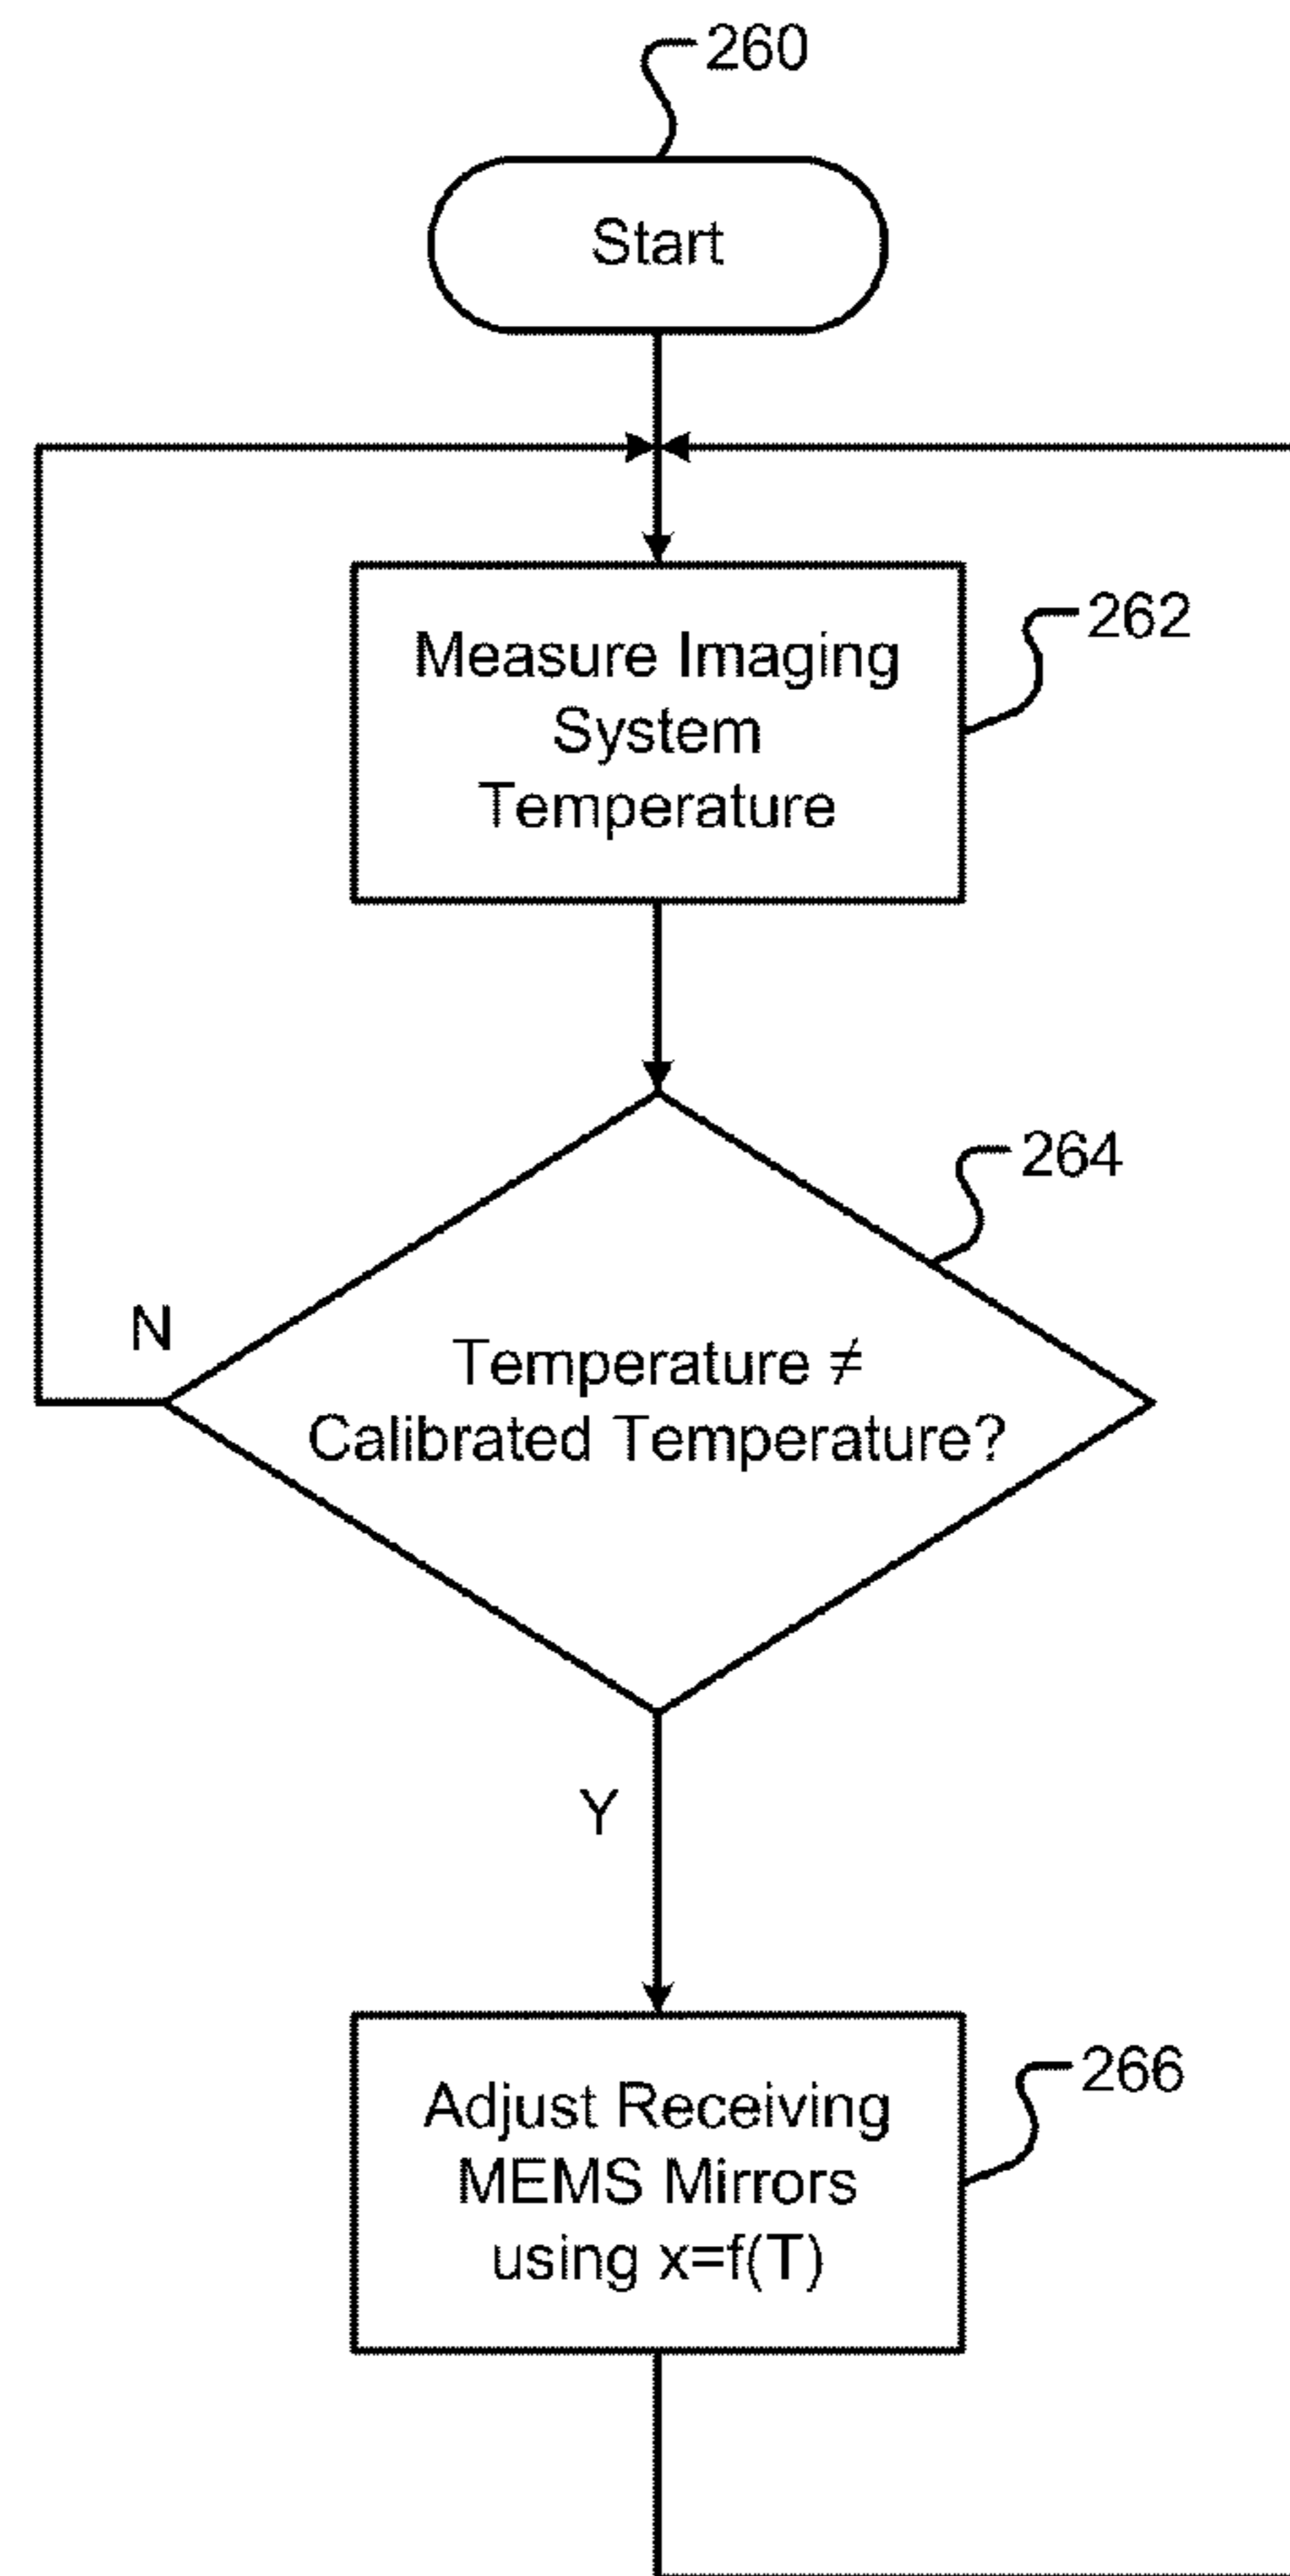 260
Start
262
Measure Imaging
System
Temperature
264
N
Temperature ≠
Calibrated Temperature?
Y
266
Adjust Receiving
MEMS Mirrors
using x=f(T)